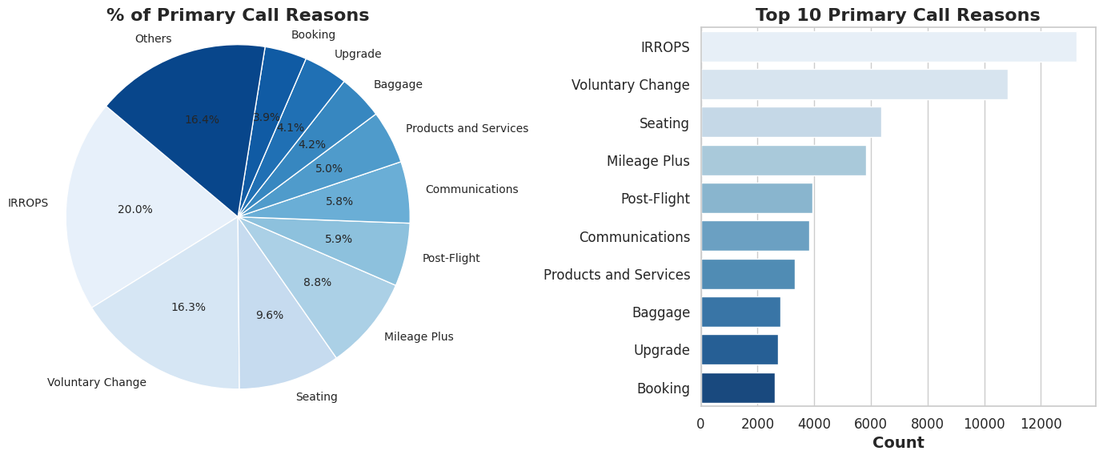 % of Primary Call Reasons
Others
Booking
Upgrade
Baggage
Products and Services
Communications
Post-Flight
Mileage Plus
Seating
Voluntary Change
IRROPS
16.4%
3.9%
4.1%
4.2%
5.0%
5.8%
5.9%
8.8%
9.6%
16.3%
20.0%
Top 10 Primary Call Reasons
IRROPS
Voluntary Change
Seating
Mileage Plus
Post-Flight
Communications
Products and Services
Baggage
Upgrade
Booking
0 2000 4000 6000 8000 10000 12000
Count